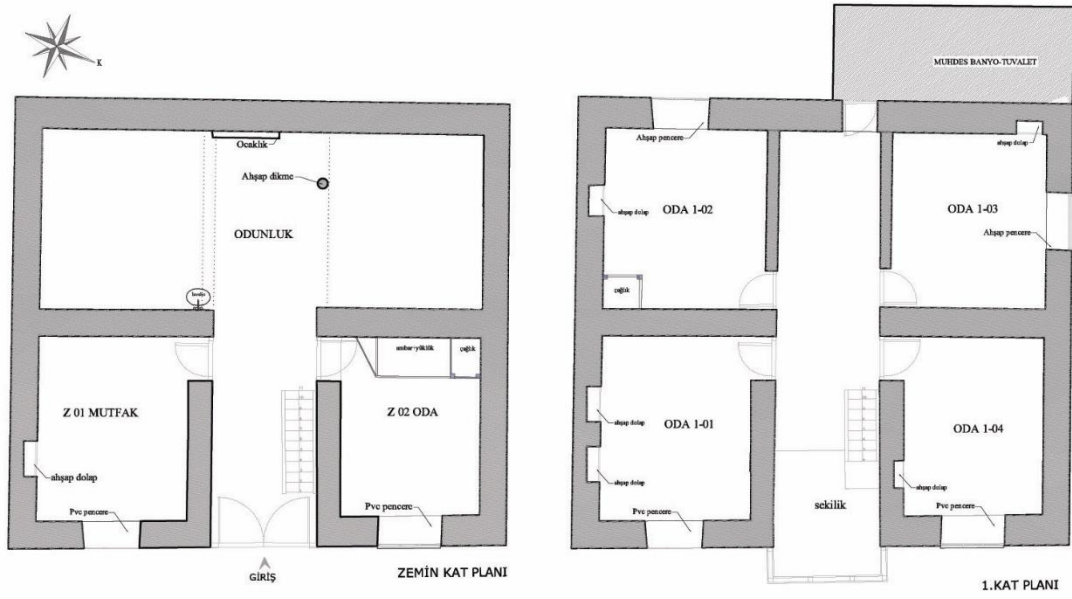 K
Ocaklık
Ahşap dikme
ODUNLUK
Z 01 MUTFAK
ahşap dolap
Pvc pencere
ambar-yüklük
çağlık
Z 02 ODA
Pvc pencere
GİRİŞ
ZEMİN KAT PLANI
MUHDES BANYO-TUVALET
Ahşap pencere
ahşap dolap
ODA 1-02
ahşap dolap
çağlık
ODA 1-03
Ahşap pencere
ODA 1-01
ahşap dolap
ahşap dolap
Pvc pencere
sekilik
ODA 1-04
ahşap dolap
Pvc pencere
1.KAT PLANI